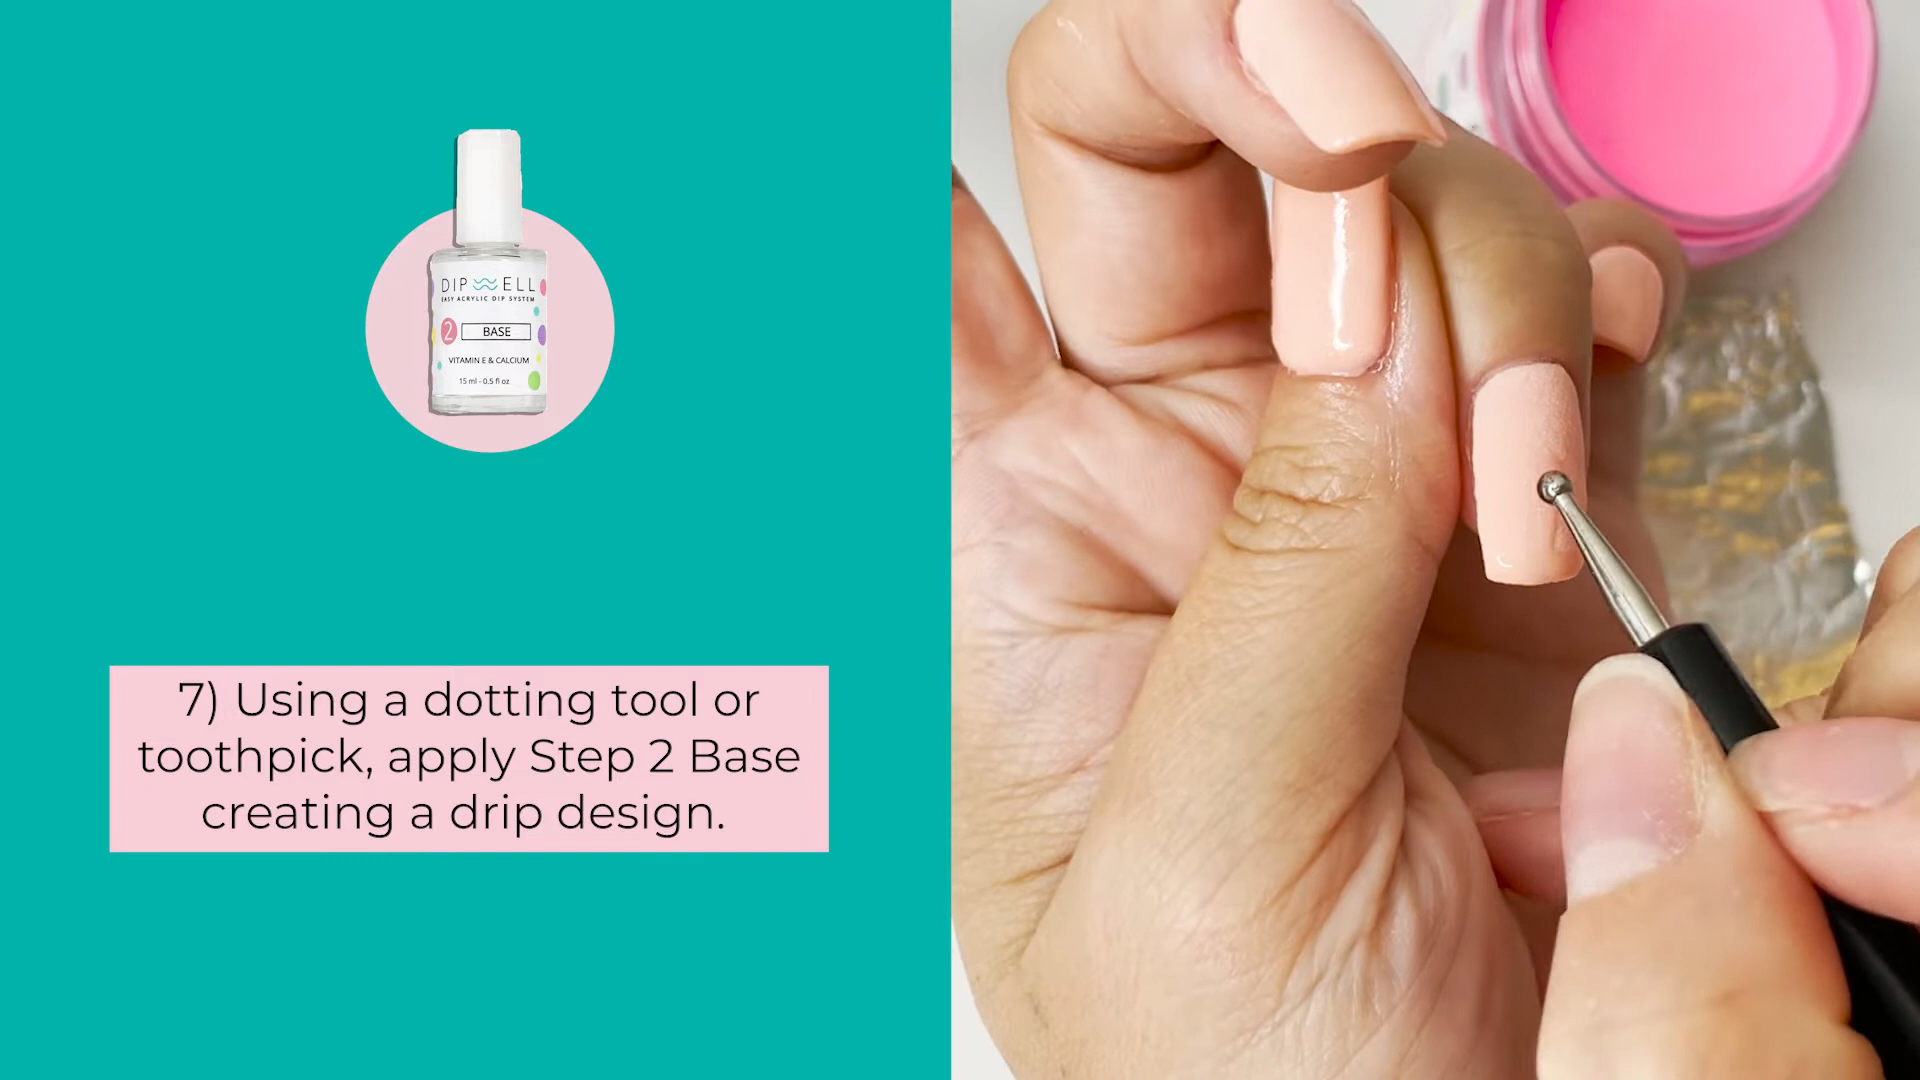 DIP WELL
EASY ACRYLIC DIP SYSTEM
2 BASE
VITAMIN E & CALCIUM
15 ml - 0.5 fl oz
7) Using a dotting tool or
toothpick, apply Step 2 Base
creating a drip design.